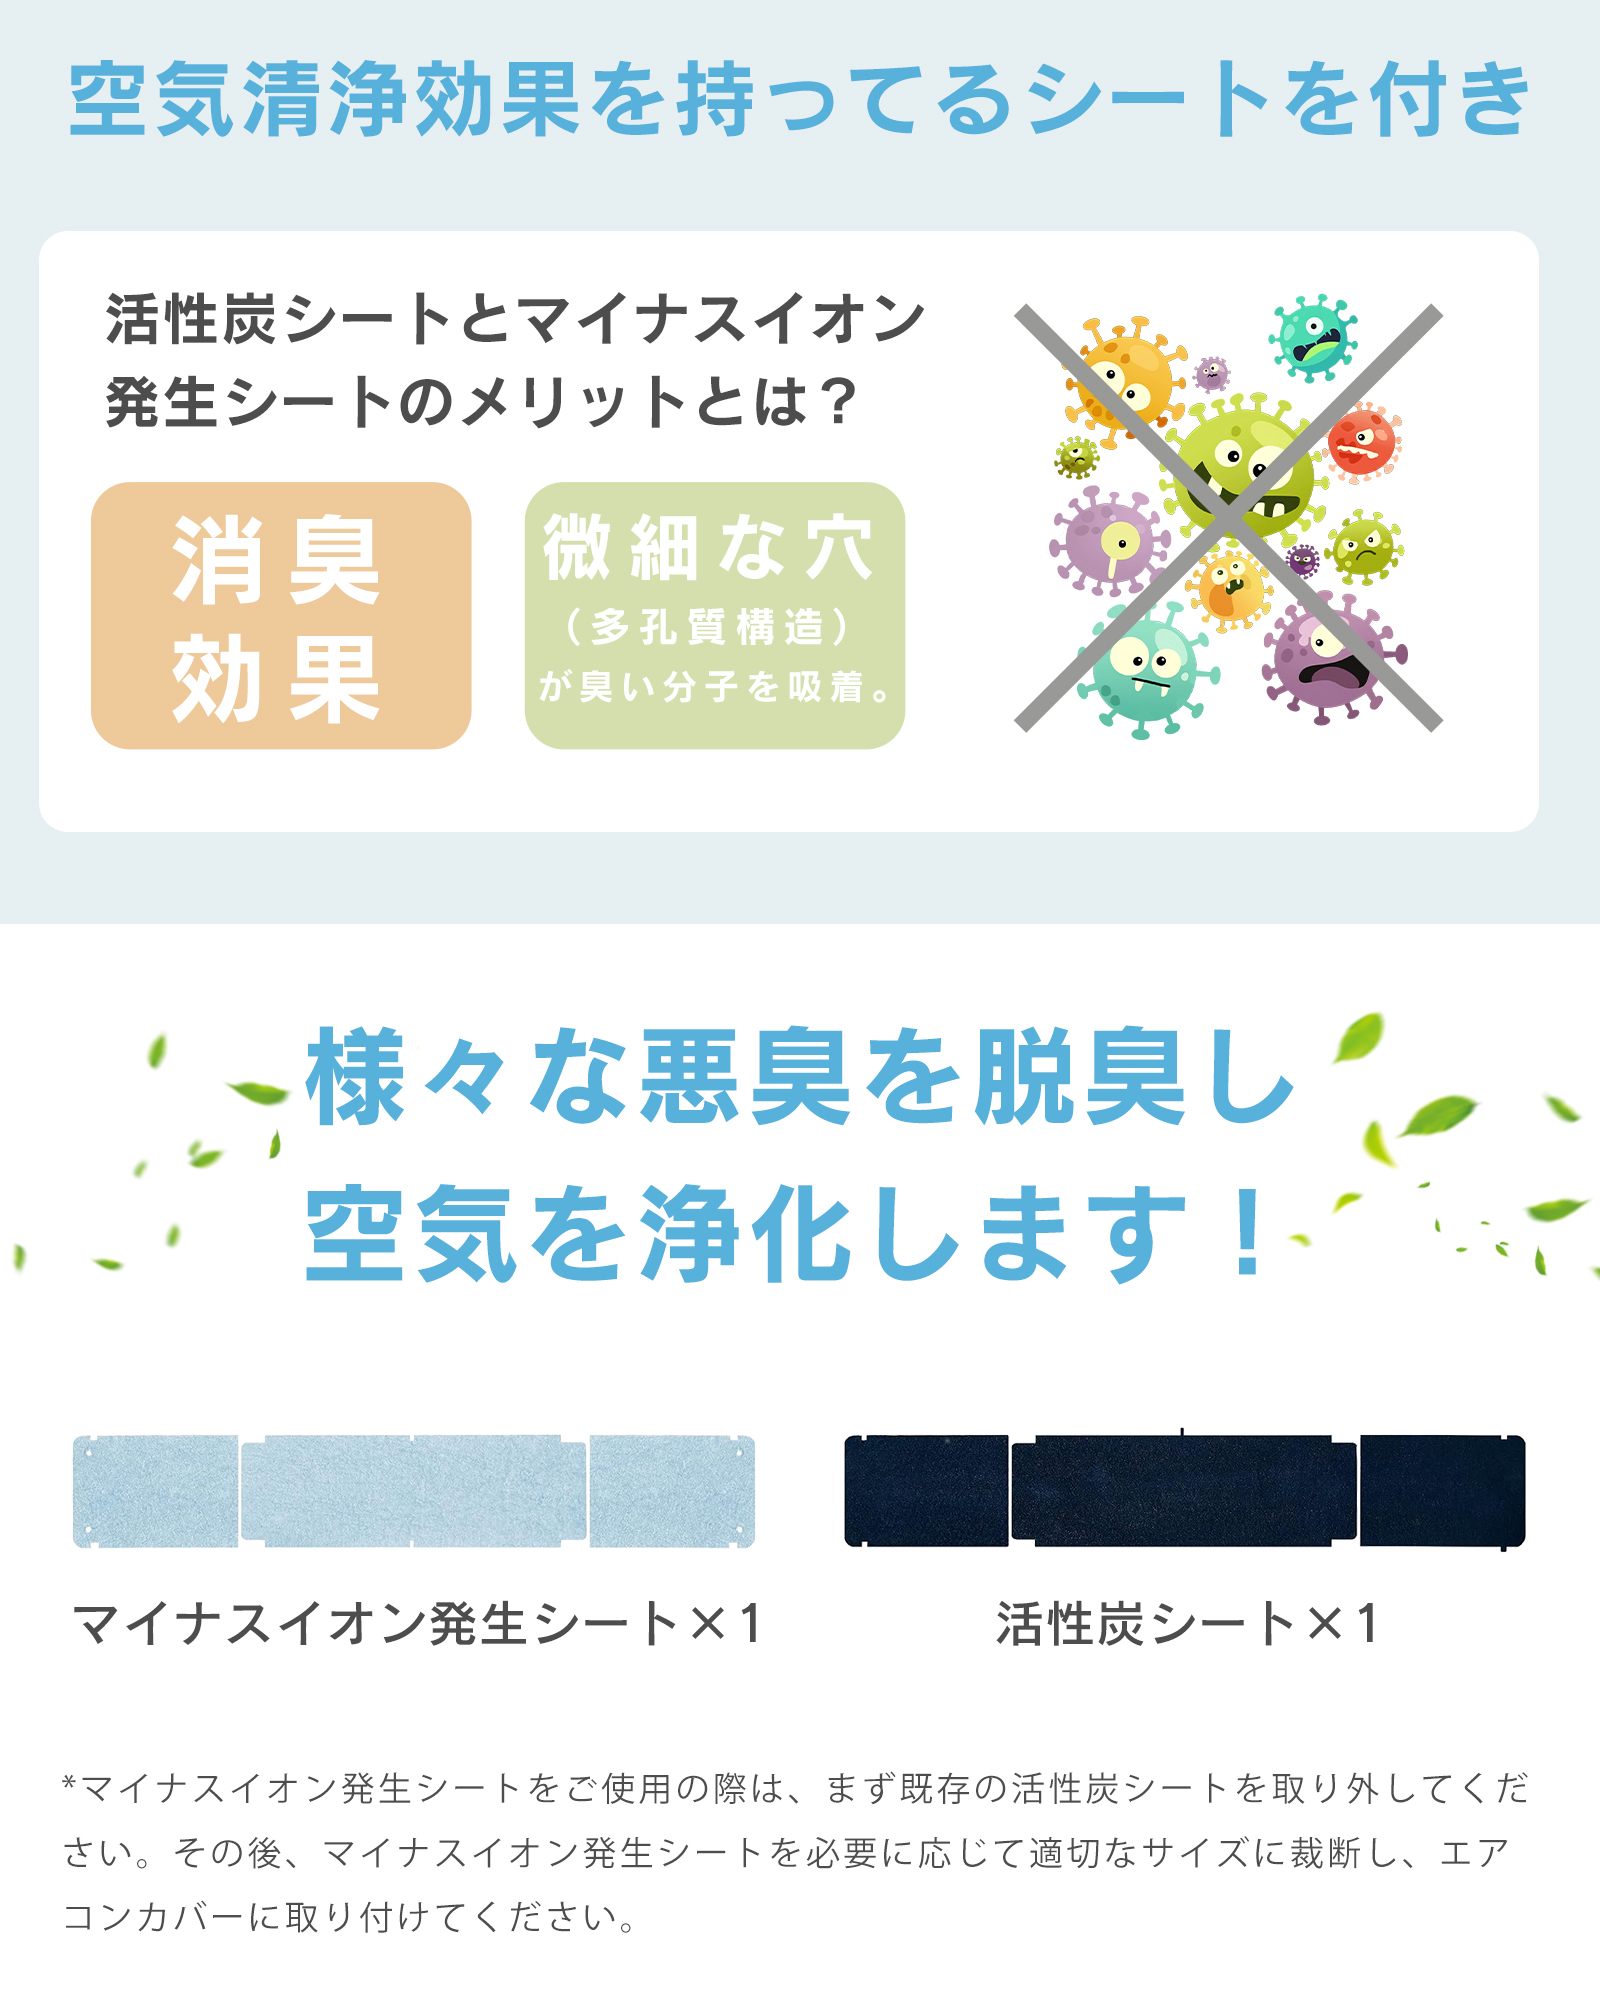 空気清浄効果を持ってるシートを付き
活性炭シートとマイナスイオン
発生シートのメリットとは？
消臭
効果
微細な穴
（多孔質構造）
が臭い分子を吸着。
様々な悪臭を脱臭し
空気を浄化します！
マイナスイオン発生シート×1
活性炭シート×1
*マイナスイオン発生シートをご使用の際は、まず既存の活性炭シートを取り外してくだ
さい。その後、マイナスイオン発生シートを必要に応じて適切なサイズに裁断し、エア
コンカバーに取り付けてください。